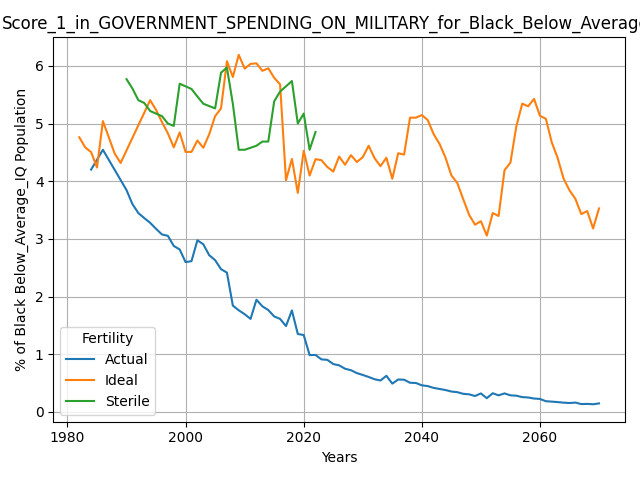 Score_1_in_GOVERNMENT_SPENDING_ON_MILITARY_for_Black_Below_Average
% of Black Below_Average_IQ Population
6
5
4
3
2
1
0
Fertility
Actual
Ideal
Sterile
1980 2000 2020 2040 2060
Years